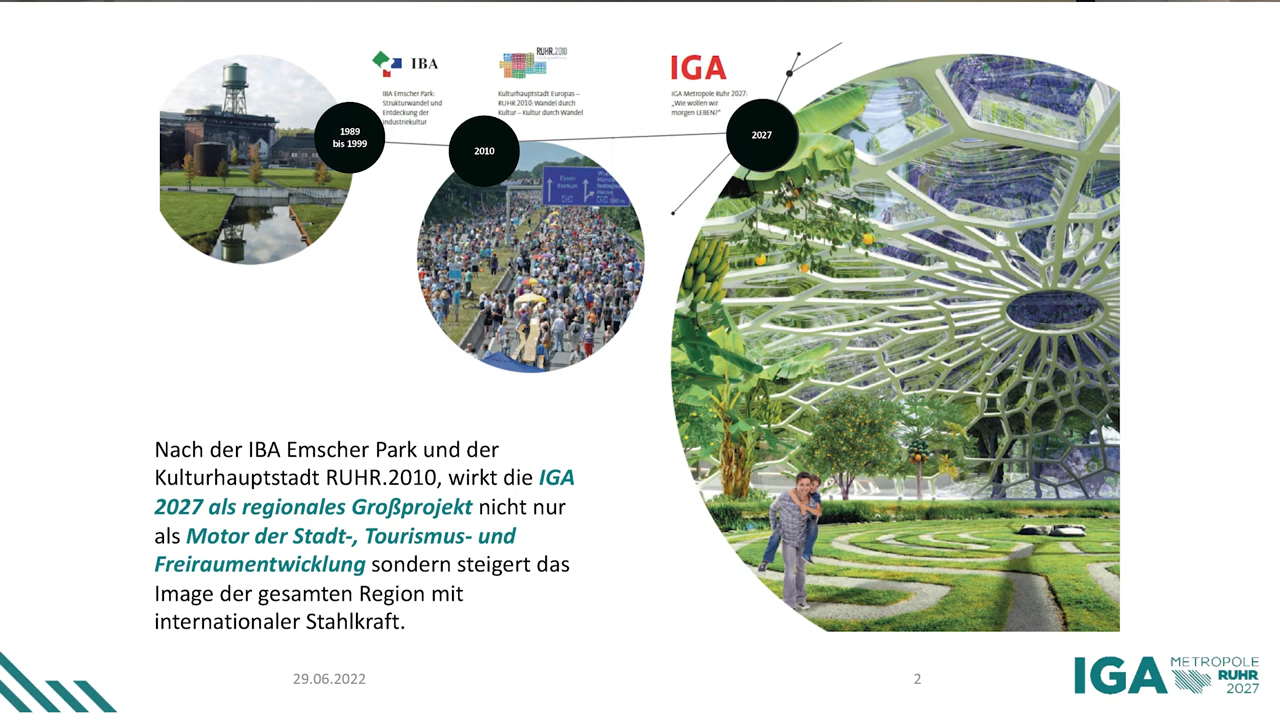 IBA
IBA Emscher Park:
Strukturwandel und
Entdeckung der
Industriekultur
1989
bis 1999
RUHR.2010
Kulturhauptstadt Europas –
RUHR.2010: Wandel durch
Kultur – Kultur durch Wandel
2010
Essen
Bochum
IGA
IGA Metropole Ruhr 2027:
„Wie wollen wir
morgen LEBEN?"
2027
Nach der IBA Emscher Park und der
Kulturhauptstadt RUHR.2010, wirkt die IGA
2027 als regionales Großprojekt nicht nur
als Motor der Stadt-, Tourismus- und
Freiraumentwicklung sondern steigert das
Image der gesamten Region mit
internationaler Stahlkraft.
29.06.2022
2
IGA METROPOLE
RUHR
2027